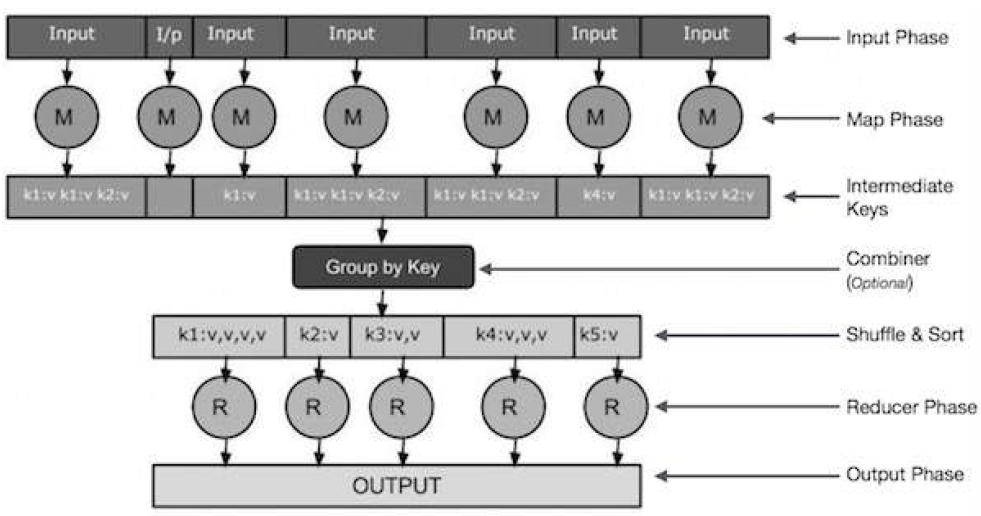 Input I/p Input Input Input Input Input Input Phase
M M M M M M M Map Phase
k1:v k1:v k2:v k1:v k1:v k1:v k2:v k1:v k1:v k2:v k4:v k1:v k1:v k2:v Intermediate
Keys
Group by Key Combiner
(Optional)
k1:v,v,v,v k2:v k3:v,v k4:v,v,v k5:v Shuffle & Sort
R R R R R Reducer Phase
OUTPUT Output Phase